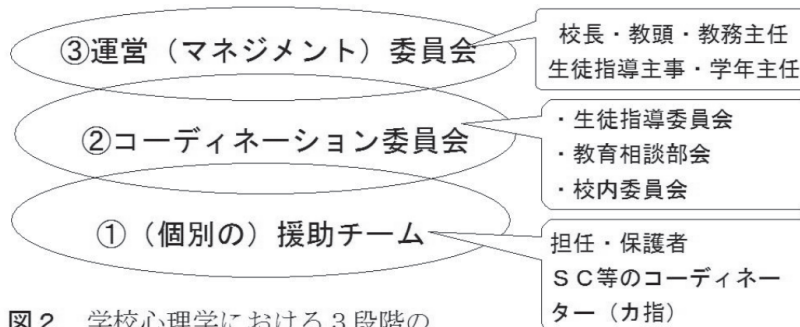 ③運営（マネジメント）委員会
校長・教頭・教務主任
生徒指導主事・学年主任
②コーディネーション委員会
・生徒指導委員会
・教育相談部会
・校内委員会
①（個別の）援助チーム
担任・保護者
ＳＣ等のコーディネー
ター（カ指）
図２　学校心理学における３段階の